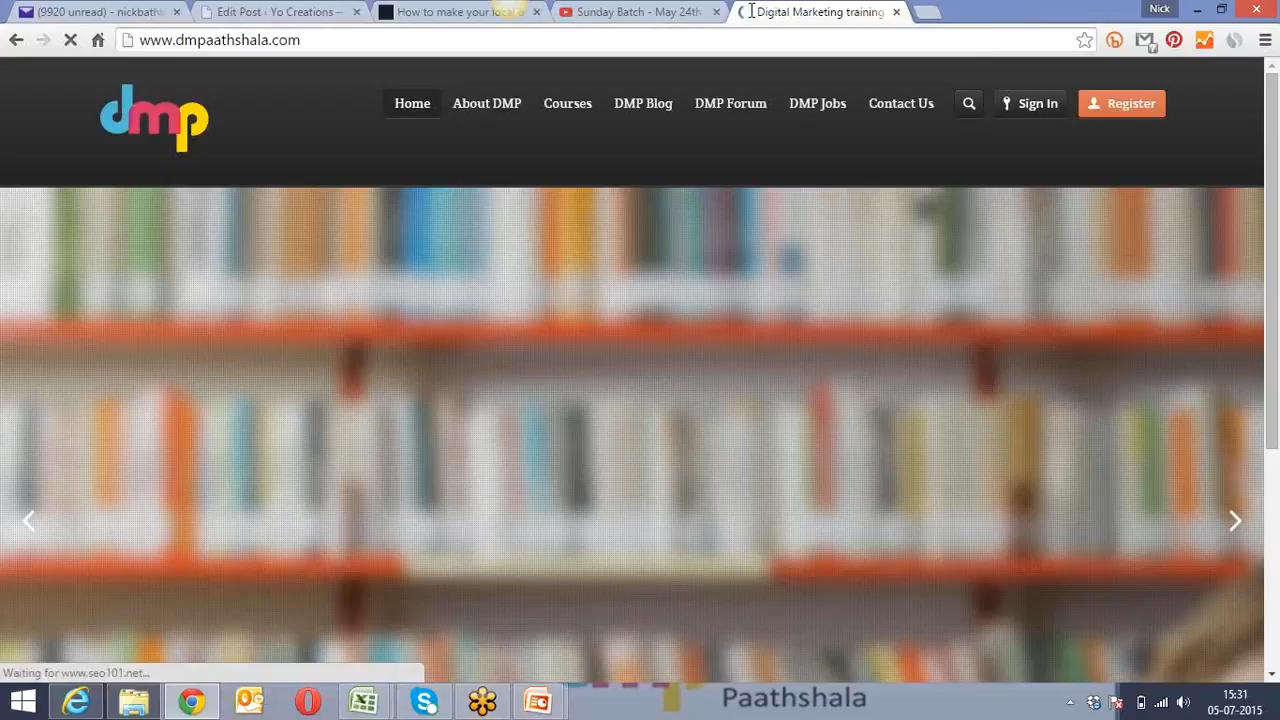 (9920 unread) - nickbathi
Edit Post ‹ Yo Creations —
How to make your local
Sunday Batch - May 24th
Digital Marketing training
Nick
www.dmpaathshala.com
dmp
Home
About DMP
Courses
DMP Blog
DMP Forum
DMP Jobs
Contact Us
Sign In
Register
Waiting for www.seo101.net...
Paathshala
15:31
05-07-2015